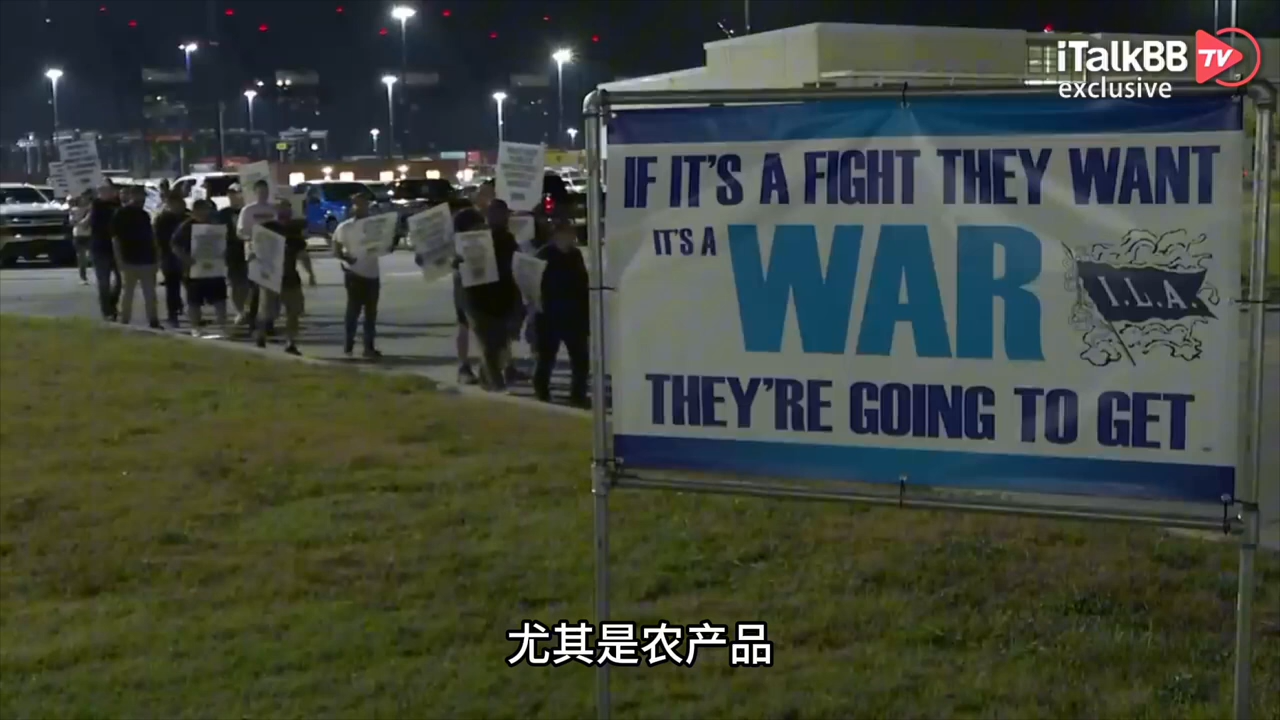 iTalkBB TV
exclusive
IF IT'S A FIGHT THEY WANT
IT'S A WAR
I.L.A.
THEY'RE GOING TO GET
尤其是农产品